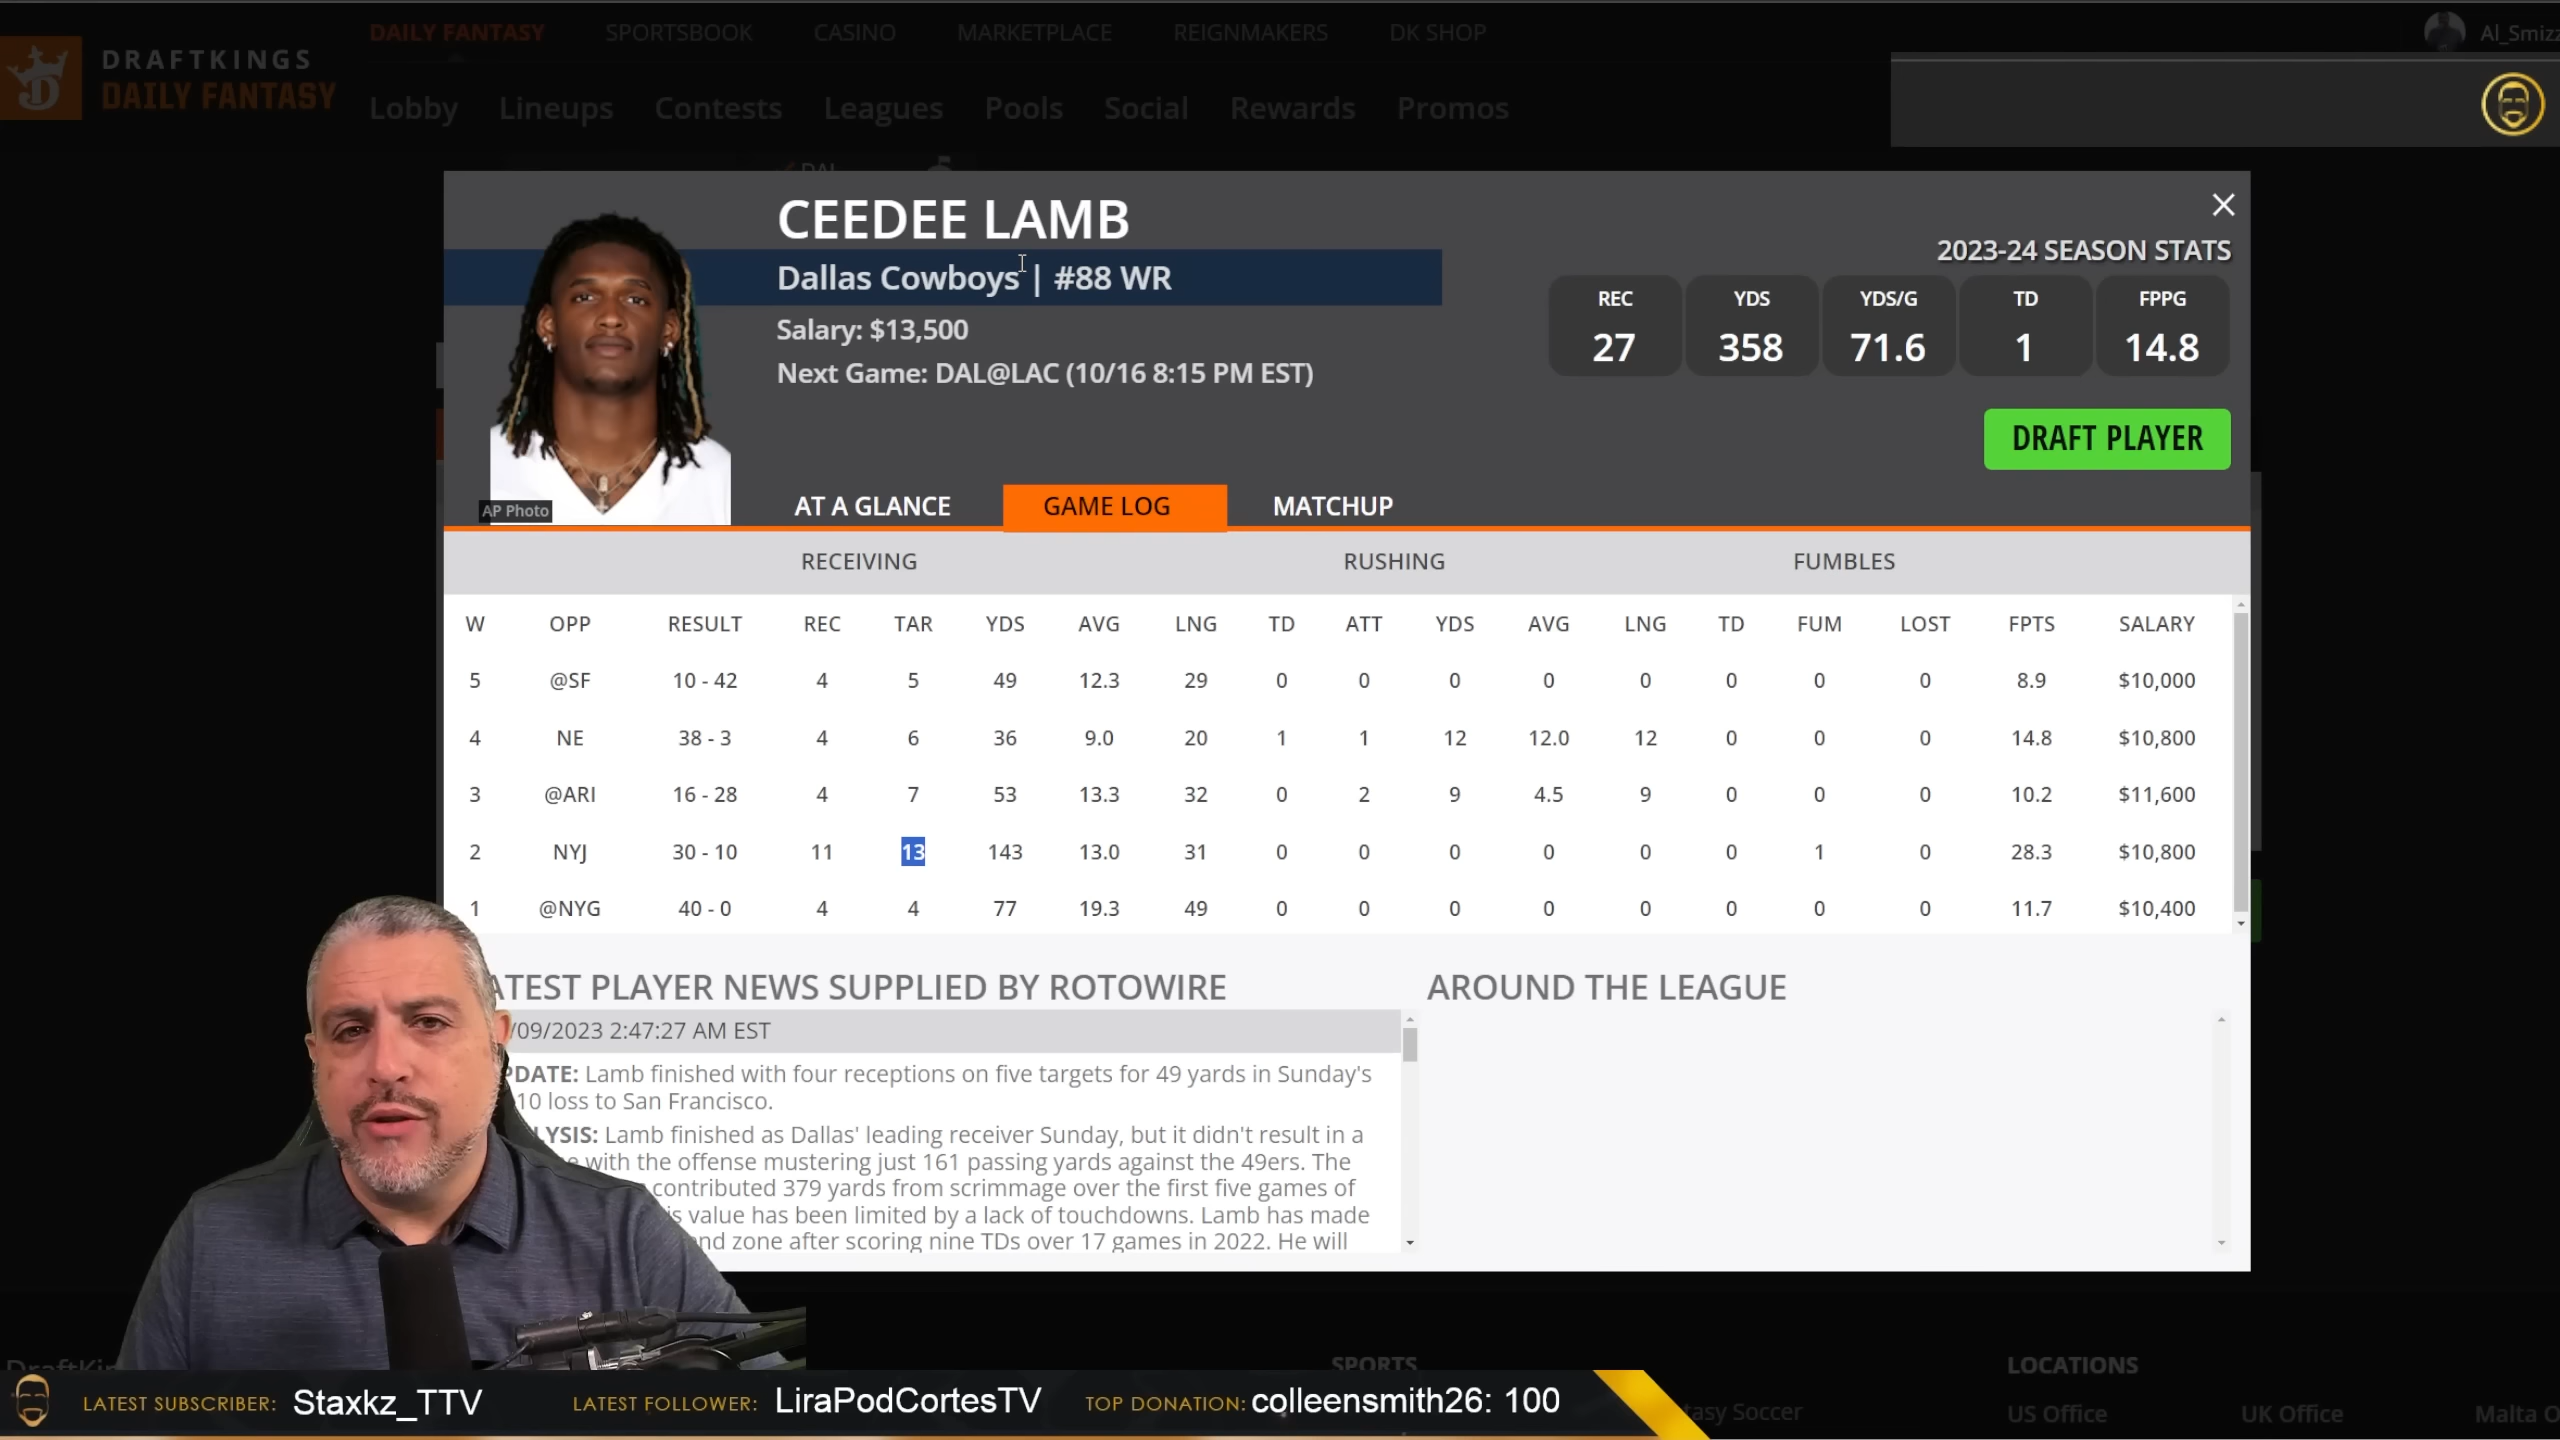 DAILY FANTASY SPORTSBOOK CASINO MARKETPLACE REIGNMAKERS DK SHOP
DRAFTKINGS
DAILY FANTASY
Lobby Lineups Contests Leagues Pools Social Rewards Promos
DAL
CEEDEE LAMB
Dallas Cowboys | #88 WR
Salary: $13,500
Next Game: DAL@LAC (10/16 8:15 PM EST)
2023-24 SEASON STATS
REC YDS YDS/G TD FPPG
27 358 71.6 1 14.8
DRAFT PLAYER
AP Photo
AT A GLANCE GAME LOG MATCHUP
RECEIVING RUSHING FUMBLES
W OPP RESULT REC TAR YDS AVG LNG TD ATT YDS AVG LNG TD FUM LOST FPTS SALARY
5 @SF 10 - 42 4 5 49 12.3 29 0 0 0 0 0 0 0 0 8.9 $10,000
4 NE 38 - 3 4 6 36 9.0 20 1 1 12 12.0 12 0 0 0 14.8 $10,800
3 @ARI 16 - 28 4 7 53 13.3 32 0 2 9 4.5 9 0 0 0 10.2 $11,600
2 NYJ 30 - 10 11 13 143 13.0 31 0 0 0 0 0 0 1 0 28.3 $10,800
1 @NYG 40 - 0 4 4 77 19.3 49 0 0 0 0 0 0 0 0 11.7 $10,400
ATEST PLAYER NEWS SUPPLIED BY ROTOWIRE
/09/2023 2:47:27 AM EST
PDATE: Lamb finished with four receptions on five targets for 49 yards in Sunday's
10 loss to San Francisco.
LYSIS: Lamb finished as Dallas' leading receiver Sunday, but it didn't result in a
with the offense mustering just 161 passing yards against the 49ers. The
contributed 379 yards from scrimmage over the first five games of
value has been limited by a lack of touchdowns. Lamb has made
zone after scoring nine TDs over 17 games in 2022. He will
AROUND THE LEAGUE
SPORTS
LOCATIONS
US Office UK Office Malta O
LATEST SUBSCRIBER: Staxkz_TTV LATEST FOLLOWER: LiraPodCortesTV TOP DONATION: colleensmith26: 100
tasy Soccer
Al_Smizz